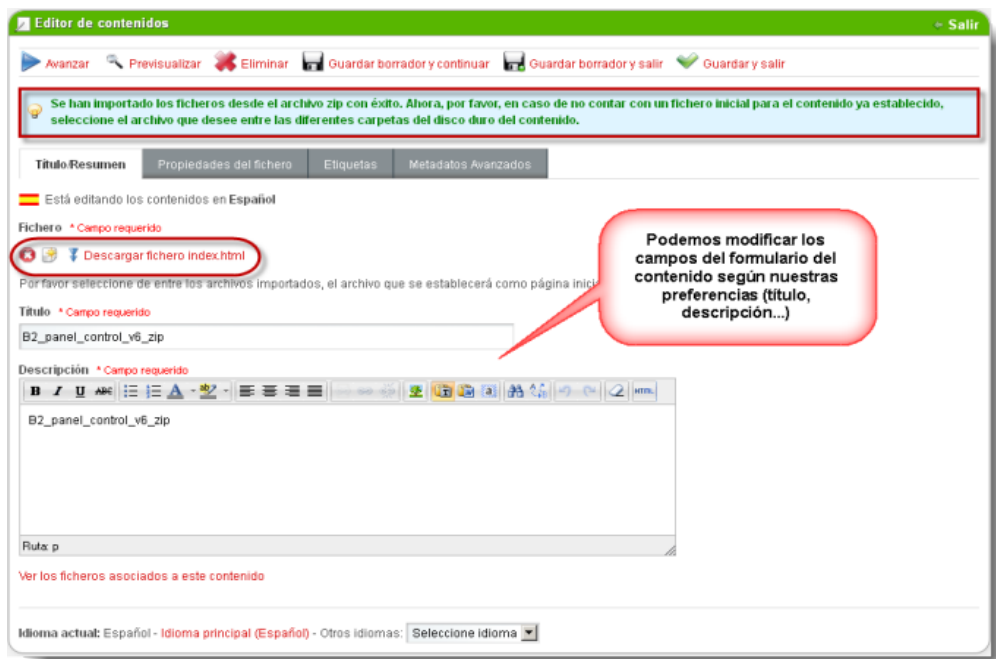 Editor de contenidos
Salir
Avanzar Previsualizar Eliminar Guardar borrador y continuar Guardar borrador y salir Guardar y salir
Se han importado los ficheros desde el archivo zip con éxito. Ahora, por favor, en caso de no contar con un fichero inicial para el contenido ya establecido,
seleccione el archivo que desee entre las diferentes carpetas del disco duro del contenido.
Título/Resumen Propiedades del fichero Etiquetas Metadatos Avanzados
Está editando los contenidos en Español
Fichero * Campo requerido
Descargar fichero index.html
Por favor seleccione de entre los archivos importados, el archivo que se establecerá como página inici
Podemos modificar los
campos del formulario del
contenido según nuestras
preferencias (título,
descripción...)
Título * Campo requerido
B2_panel_control_v6_zip
Descripción * Campo requerido
B I U ABC A ab HTML
B2_panel_control_v6_zip
Ruta: p
Ver los ficheros asociados a este contenido
Idioma actual: Español - Idioma principal (Español) - Otros idiomas: Seleccione idioma